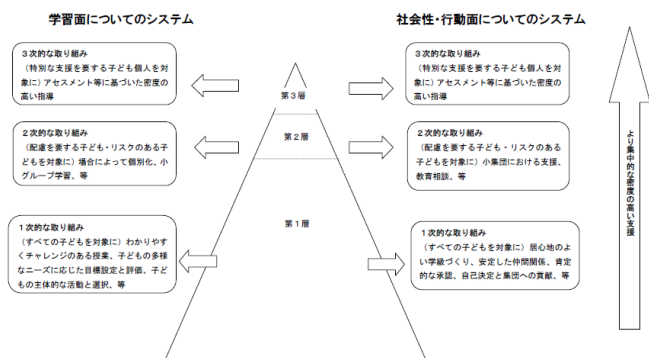 学習面についてのシステム
社会性・行動面についてのシステム
3次的な取り組み
（特別な支援を要する子ども個人を対
象に）アセスメント等に基づいた密度の
高い指導
3次的な取り組み
（特別な支援を要する子ども個人を対
象に）アセスメント等に基づいた密度の
高い指導
第3層
2次的な取り組み
（配慮を要する子ども・リスクのある子
どもを対象に）場合によって個別化、小
グループ学習、等
第2層
2次的な取り組み
（配慮を要する子ども・リスクのある
子どもを対象に）小集団における支援、
教育相談、等
1次的な取り組み
（すべての子どもを対象に）わかりやす
くチャレンジのある授業、子どもの多様
なニーズに応じた目標設定と評価、子ど
もの主体的な活動と選択、等
第1層
1次的な取り組み
（すべての子どもを対象に）居心地のよ
い学級づくり、安定した仲間関係、肯定
的な承認、自己決定と集団への貢献、等
より集中的な密度の高い支援